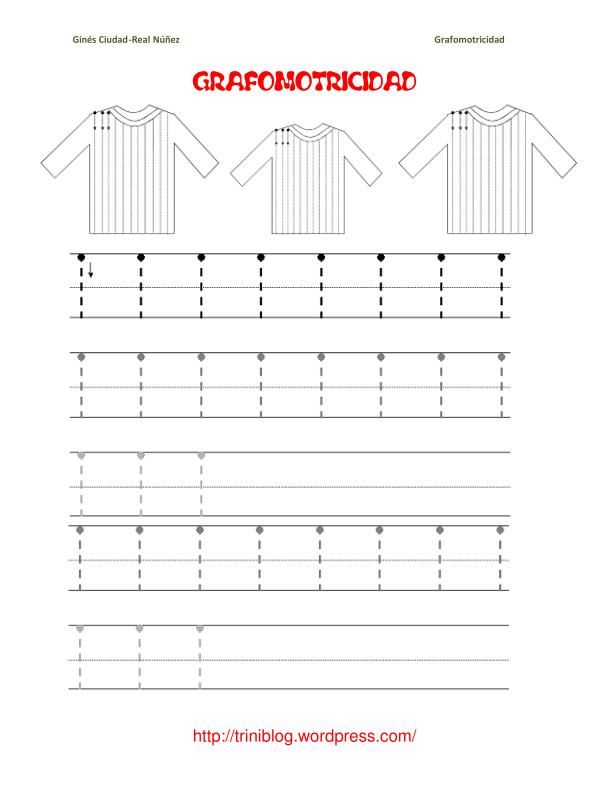 Ginés Ciudad-Real Núñez Grafomotricidad
GRAFOMOTRICIDAD
http://triniblog.wordpress.com/